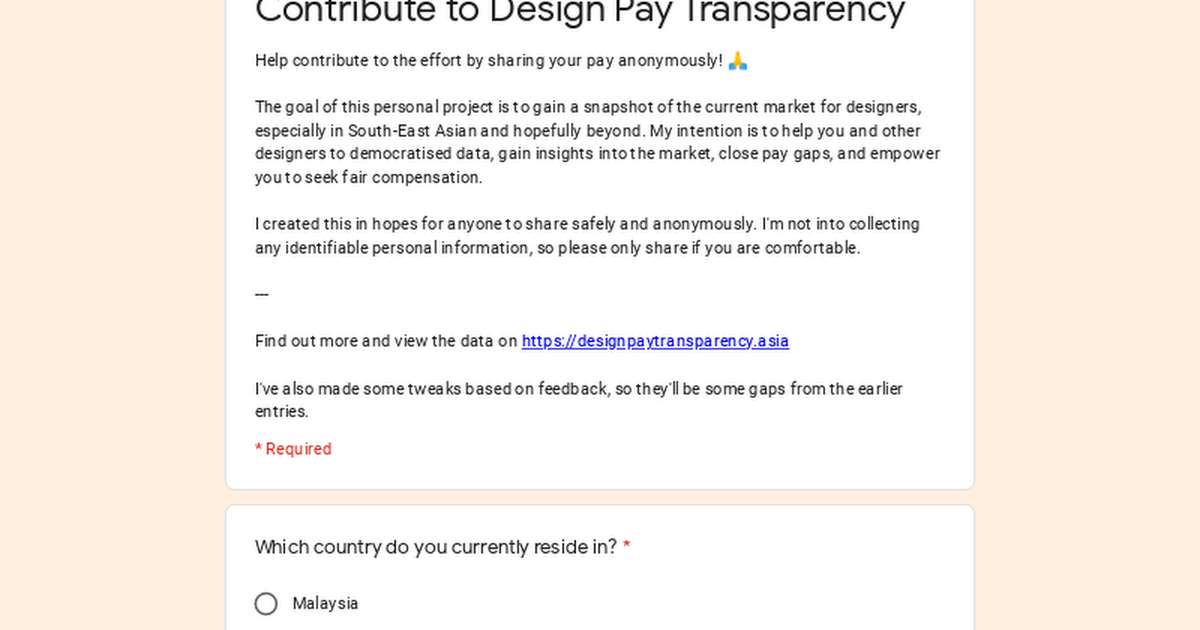 Contribute to Design Pay Transparency
Help contribute to the effort by sharing your pay anonymously! 🙏
The goal of this personal project is to gain a snapshot of the current market for designers,
especially in South-East Asian and hopefully beyond. My intention is to help you and other
designers to democratised data, gain insights into the market, close pay gaps, and empower
you to seek fair compensation.
I created this in hopes for anyone to share safely and anonymously. I'm not into collecting
any identifiable personal information, so please only share if you are comfortable.
---
Find out more and view the data on https://designpaytransparency.asia
I've also made some tweaks based on feedback, so they'll be some gaps from the earlier
entries.
* Required
Which country do you currently reside in? *
Malaysia